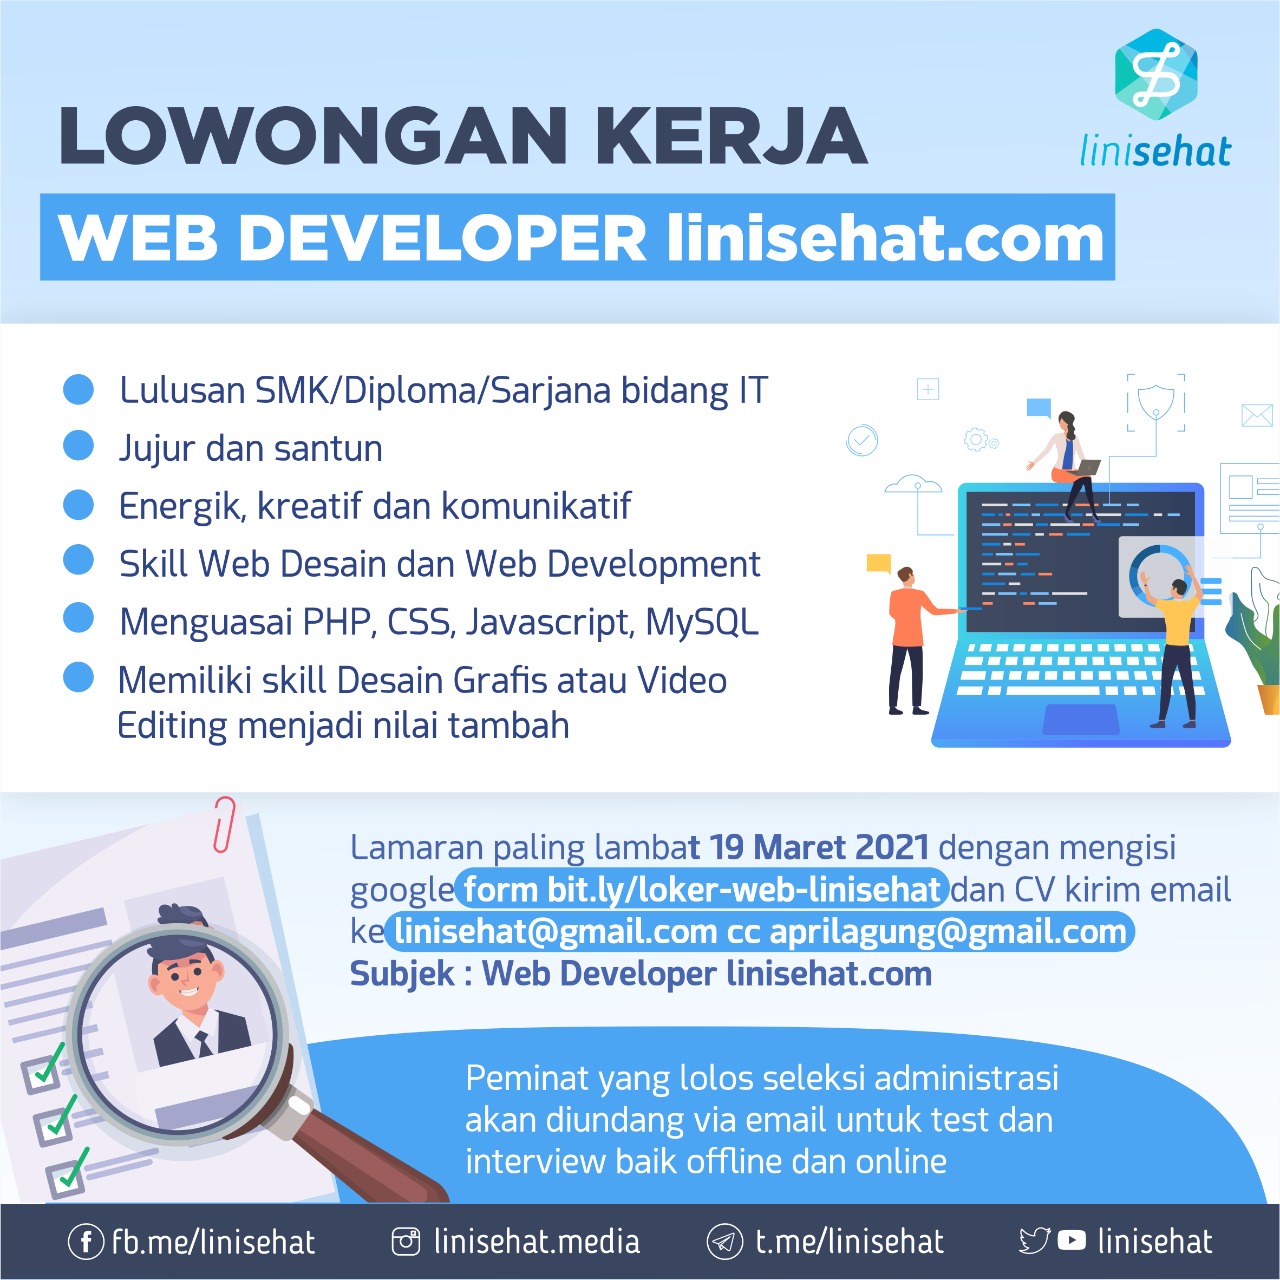 linisehat
LOWONGAN KERJA
WEB DEVELOPER linisehat.com
Lulusan SMK/Diploma/Sarjana bidang IT
Jujur dan santun
Energik, kreatif dan komunikatif
Skill Web Desain dan Web Development
Menguasai PHP, CSS, Javascript, MySQL
Memiliki skill Desain Grafis atau Video
Editing menjadi nilai tambah
Lamaran paling lambat 19 Maret 2021 dengan mengisi
google form bit.ly/loker-web-linisehat dan CV kirim email
ke linisehat@gmail.com cc aprilagung@gmail.com
Subjek : Web Developer linisehat.com
Peminat yang lolos seleksi administrasi
akan diundang via email untuk test dan
interview baik offline dan online
fb.me/linisehat linisehat.media t.me/linisehat linisehat